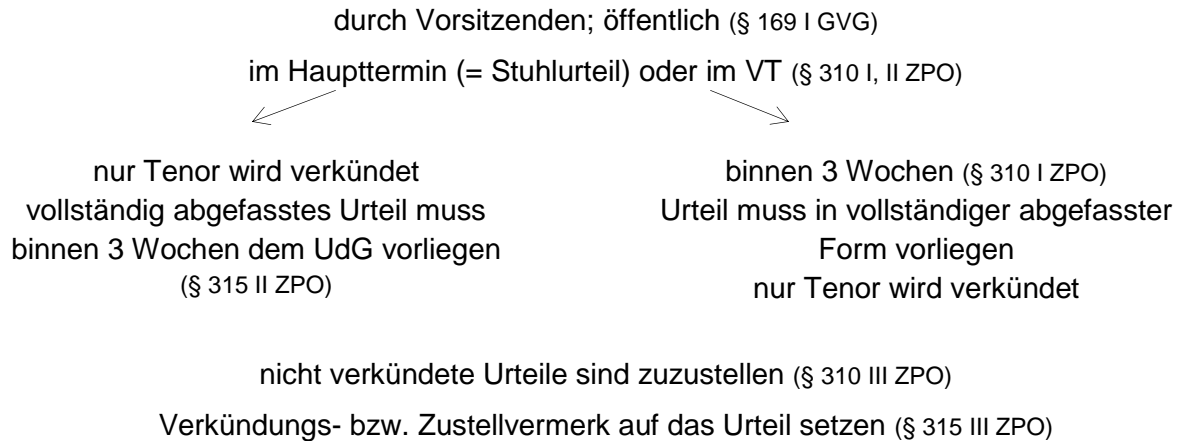 durch Vorsitzenden; öffentlich (§ 169 I GVG)
im Haupttermin (= Stuhlurteil) oder im VT (§ 310 I, II ZPO)
nur Tenor wird verkündet
vollständig abgefasstes Urteil muss
binnen 3 Wochen dem UdG vorliegen
(§ 315 II ZPO)
binnen 3 Wochen (§ 310 I ZPO)
Urteil muss in vollständiger abgefasster
Form vorliegen
nur Tenor wird verkündet
nicht verkündete Urteile sind zuzustellen (§ 310 III ZPO)
Verkündungs- bzw. Zustellvermerk auf das Urteil setzen (§ 315 III ZPO)